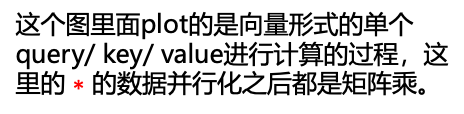 这个图里面plot的是向量形式的单个
query/ key/ value进行计算的过程，这
里的 * 的数据并行化之后都是矩阵乘。